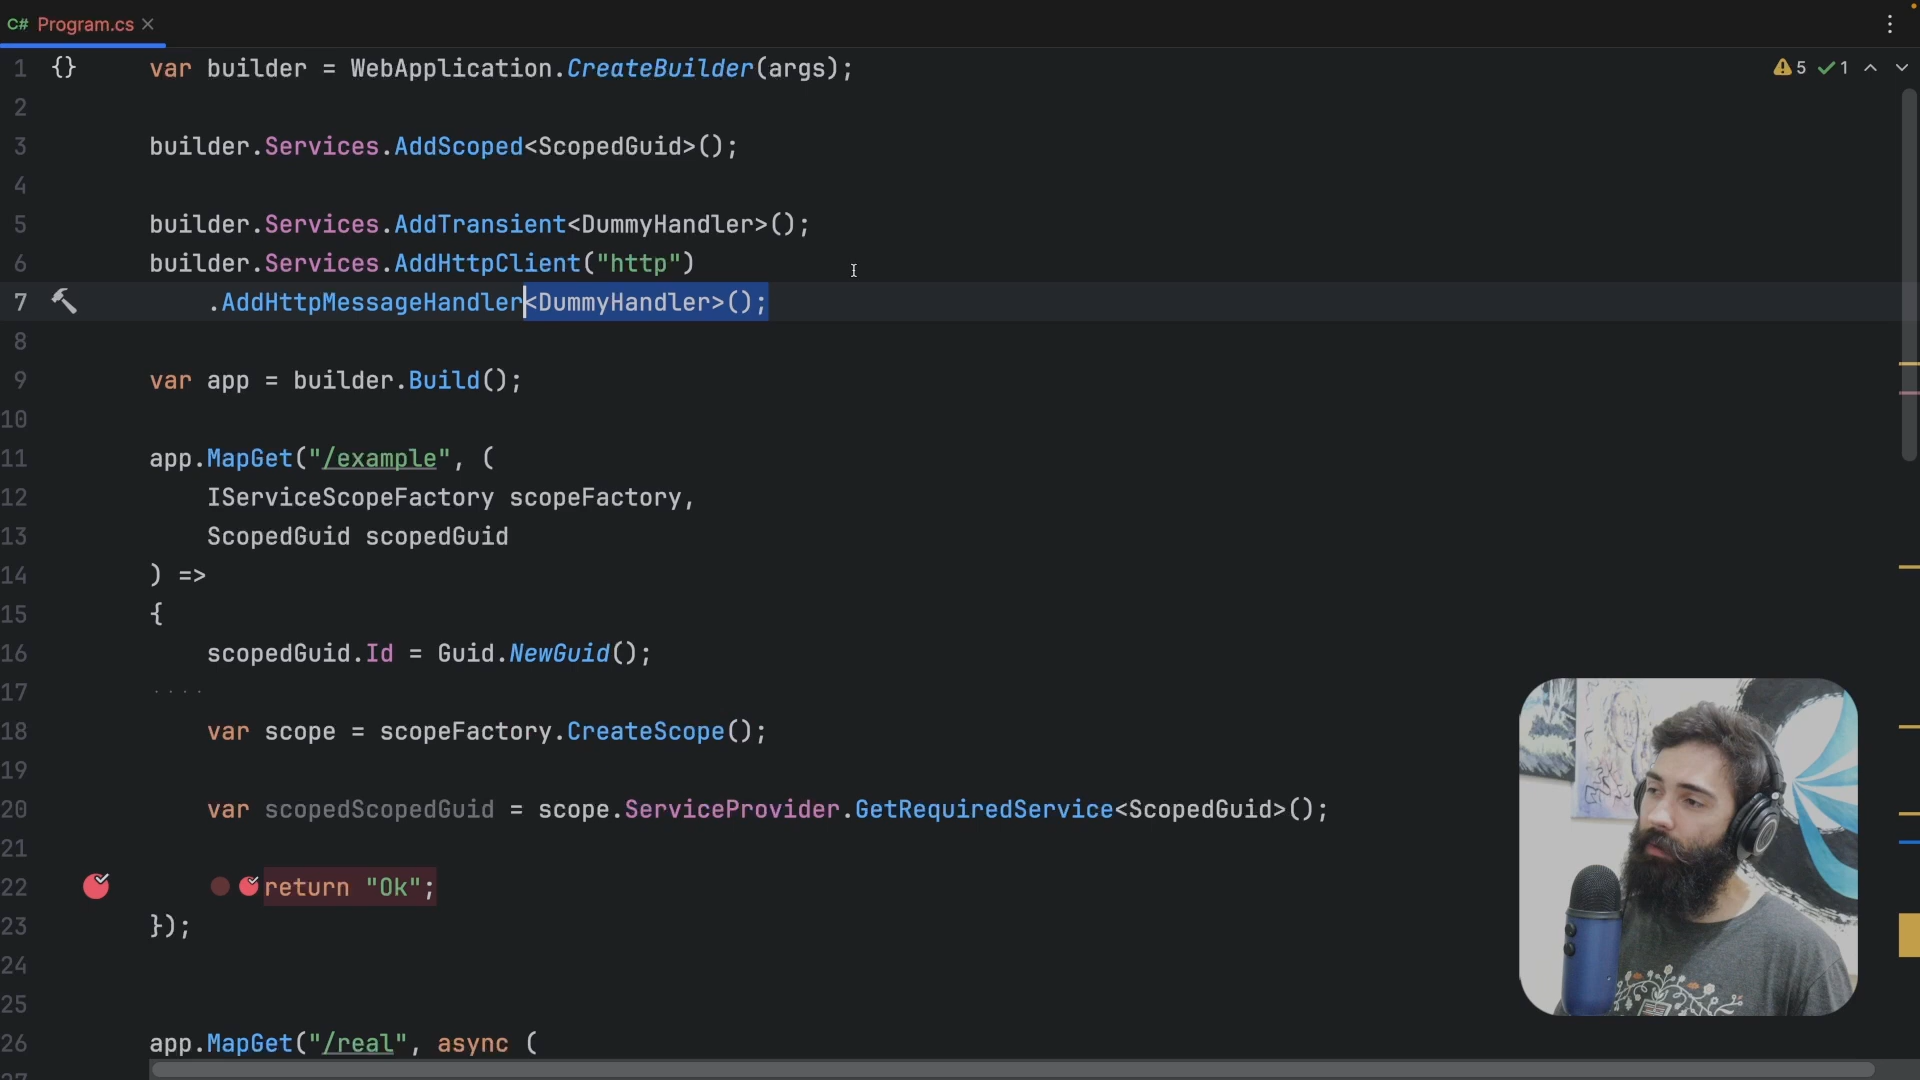 C# Program.cs
1 {} var builder = WebApplication.CreateBuilder(args); 5 1
2
3 builder.Services.AddScoped<ScopedGuid>();
4
5 builder.Services.AddTransient<DummyHandler>();
6 builder.Services.AddHttpClient("http")
7 .AddHttpMessageHandler<DummyHandler>();
8
9 var app = builder.Build();
10
11 app.MapGet("/example", (
12 IServiceScopeFactory scopeFactory,
13 ScopedGuid scopedGuid
14 ) =>
15 {
16 scopedGuid.Id = Guid.NewGuid();
17
18 var scope = scopeFactory.CreateScope();
19
20 var scopedScopedGuid = scope.ServiceProvider.GetRequiredService<ScopedGuid>();
21
22 return "Ok";
23 });
24
25
26 app.MapGet("/real", async (